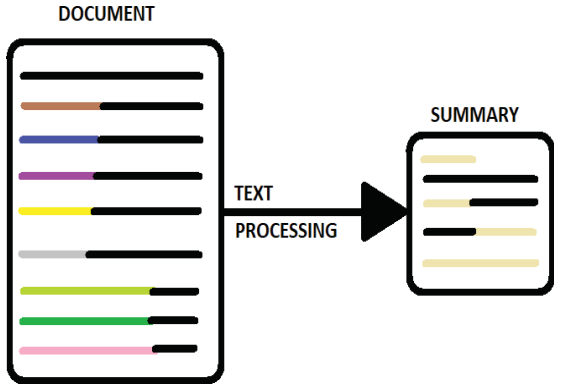 DOCUMENT
SUMMARY
TEXT
PROCESSING